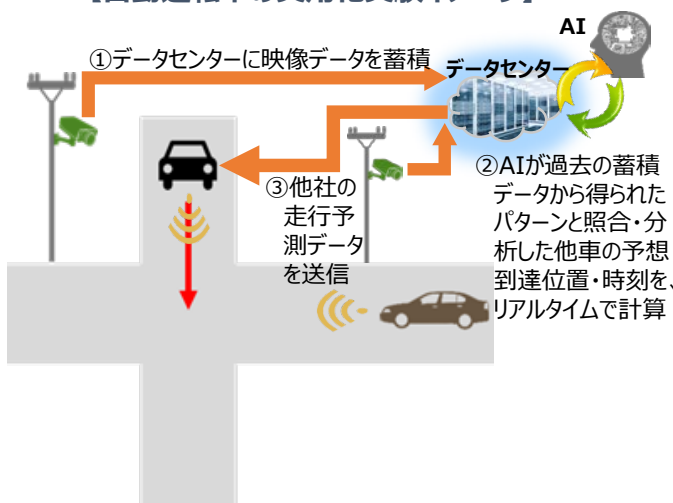 AI
①データセンターに映像データを蓄積
データセンター
②AIが過去の蓄積
データから得られた
パターンと照合・分
析した他車の予想
到達位置・時刻を、
リアルタイムで計算
③他社の
走行予
測データ
を送信